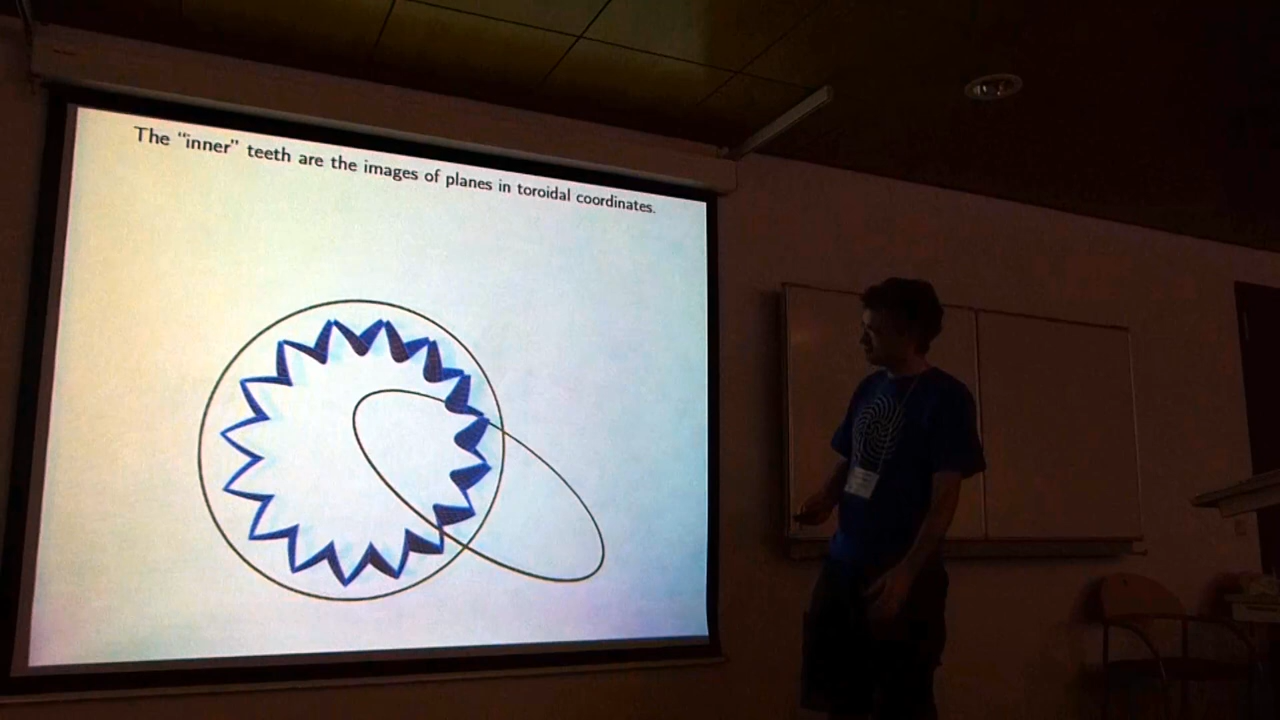 The “inner” teeth are the images of planes in toroidal coordinates.